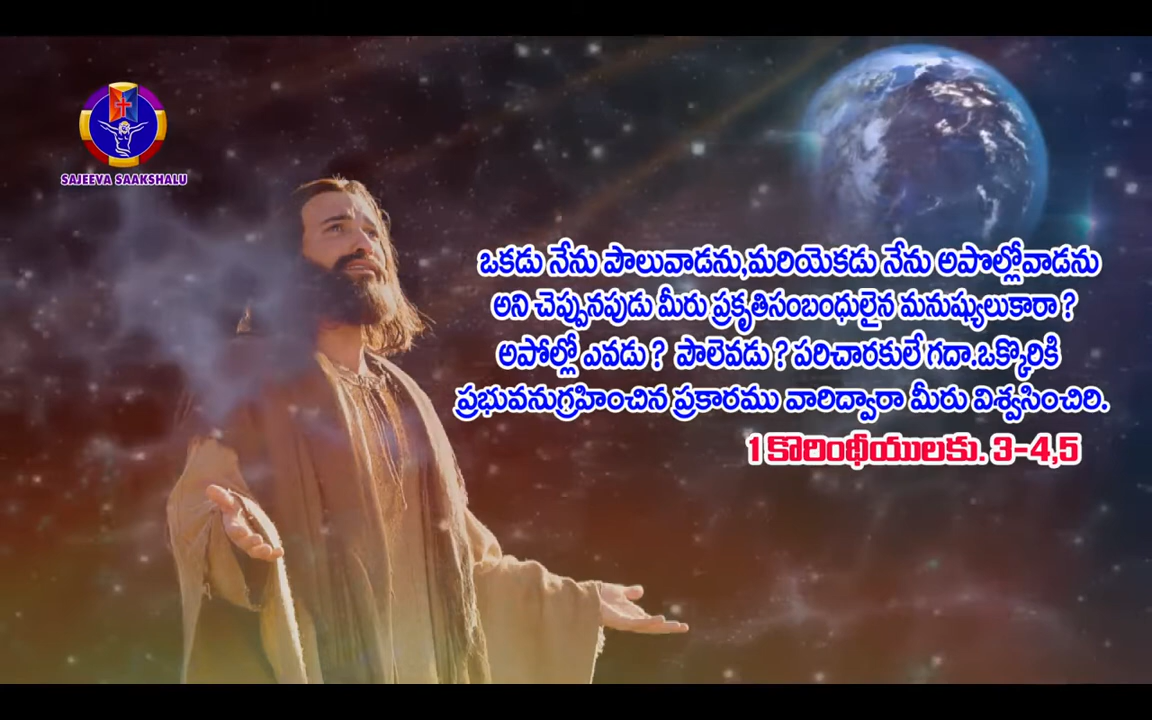 SAJEEVA SAAKSHALU
ఒకడు నేను పౌలువాడను,మరియెకడు నేను అపొల్లోవాడను
అని చెప్పునపుడు మీరు ప్రకృతిసంబంధులైన మనుష్యులుకారా ?
అపోల్లో ఎవడు ? పౌలెవడు ? పరిచారకులే గదా.ఒక్కొరికి
ప్రభువనుగ్రహించిన ప్రకారము వారిద్వారా మీరు విశ్వసించిరి.
1 కొరింథీయులకు. 3-4,5